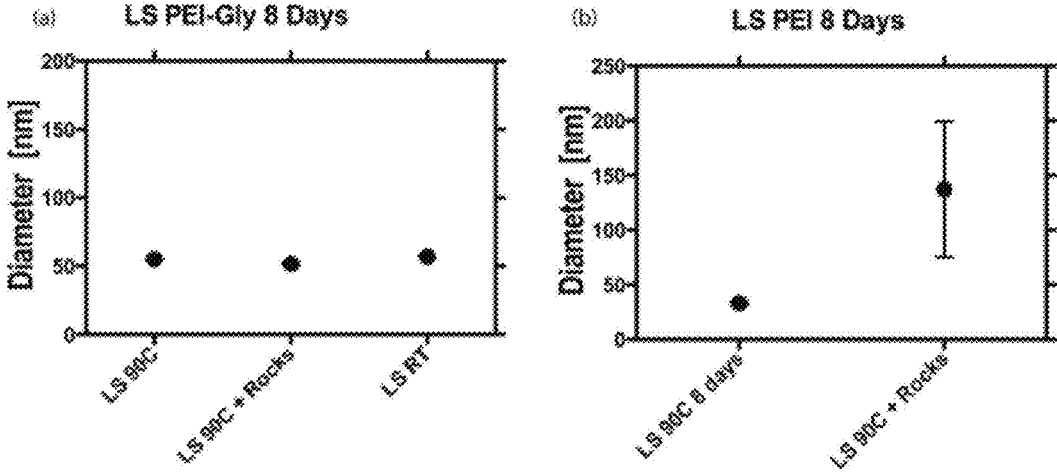 (a)
LS PEI-Gly 8 Days
Diameter [nm]
200
150
100
50
0
LS 90C
LS 90C + Rocks
LS RT
(b)
LS PEI 8 Days
Diameter [nm]
250
200
150
100
50
0
LS 90C 8 days
LS 90C + Rocks